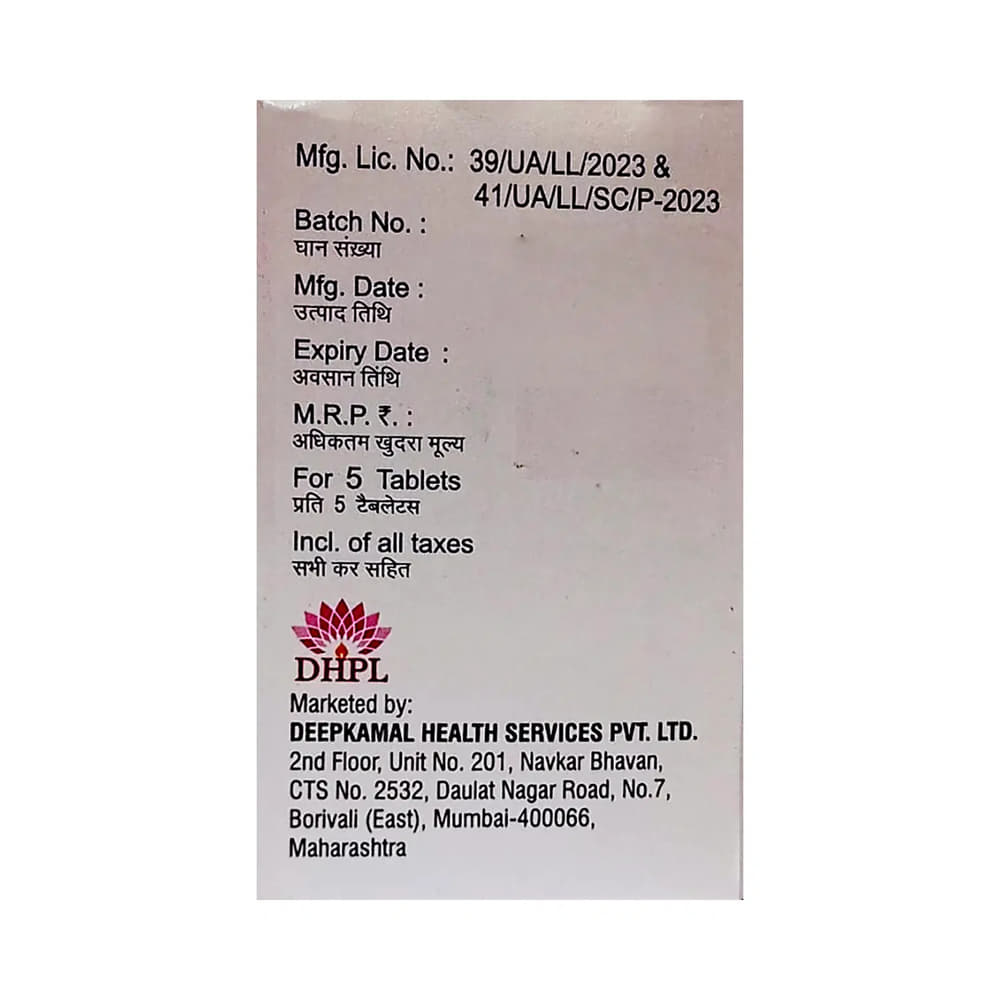 Mfg. Lic. No.: 39/UA/LL/2023 &
41/UA/LL/SC/P-2023
Batch No. :
घान संख़्या
Mfg. Date :
उत्पाद तिथि
Expiry Date :
अवसान तिंथि
M.R.P. ₹. :
अधिकतम खुदरा मूल्य
For 5 Tablets
प्रति 5 टैबलेटस
Incl. of all taxes
सभी कर सहित
DHPL
Marketed by:
DEEPKAMAL HEALTH SERVICES PVT. LTD.
2nd Floor, Unit No. 201, Navkar Bhavan,
CTS No. 2532, Daulat Nagar Road, No.7,
Borivali (East), Mumbai-400066,
Maharashtra